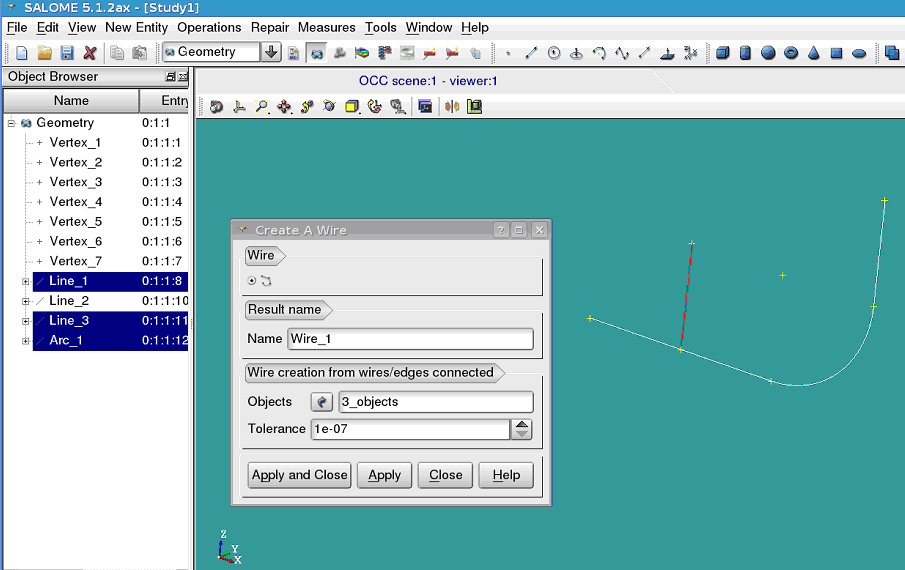 SALOME 5.1.2ax - [Study1]
File Edit View New Entity Operations Repair Measures Tools Window Help
Geometry
Object Browser
OCC scene:1 - viewer:1
Name Entry
Geometry 0:1:1
Vertex_1 0:1:1:1
Vertex_2 0:1:1:2
Vertex_3 0:1:1:3
Vertex_4 0:1:1:4
Vertex_5 0:1:1:5
Vertex_6 0:1:1:6
Vertex_7 0:1:1:7
Line_1 0:1:1:8
Line_2 0:1:1:10
Line_3 0:1:1:11
Arc_1 0:1:1:12
Create A Wire
Wire
Result name
Name Wire_1
Wire creation from wires/edges connected
Objects 3_objects
Tolerance 1e-07
Apply and Close Apply Close Help
Z
Y
X